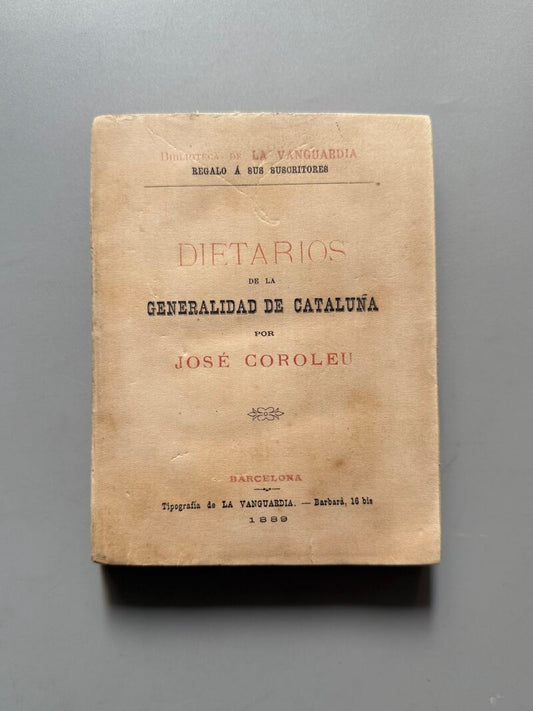 BIBLIOTECA DE LA VANGUARDIA
REGALO Á SUS SUSCRITORES
DIETARIOS
DE LA
GENERALIDAD DE CATALUÑA
POR
JOSÉ COROLEU
BARCELONA
Tipografía de LA VANGUARDIA. — Barbará, 16 bis
1889